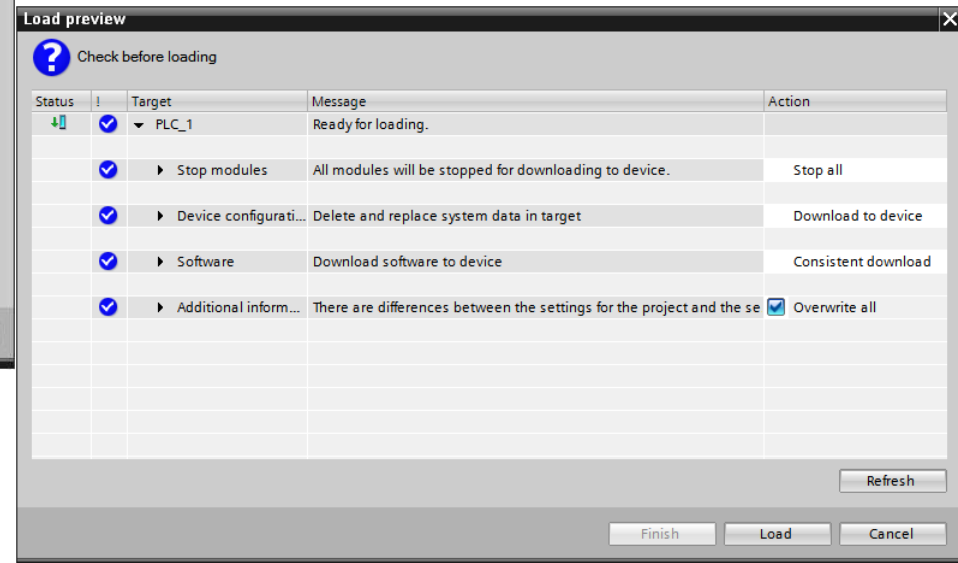 Load preview
Check before loading
Status ! Target Message Action
PLC_1 Ready for loading.
Stop modules All modules will be stopped for downloading to device. Stop all
Device configurati... Delete and replace system data in target Download to device
Software Download software to device Consistent download
Additional inform... There are differences between the settings for the project and the se Overwrite all
Refresh
Finish Load Cancel